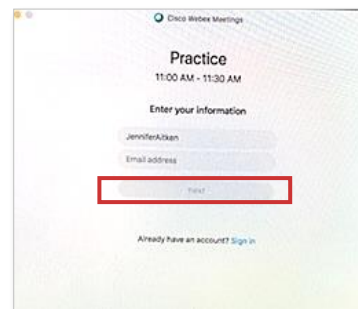 Cisco Webex Meetings
Practice
11:00 AM - 11:30 AM
Enter your information
JenniferAitken
Email address
Next
Already have an account? Sign in